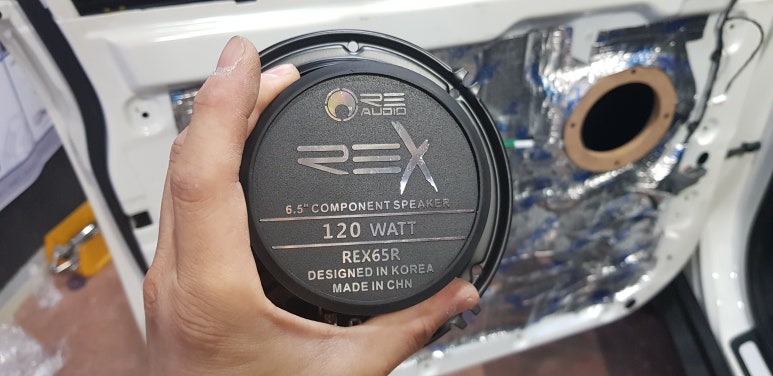 RE
AUDIO
REX
6.5" COMPONENT SPEAKER
120 WATT
REX65R
DESIGNED IN KOREA
MADE IN CHN